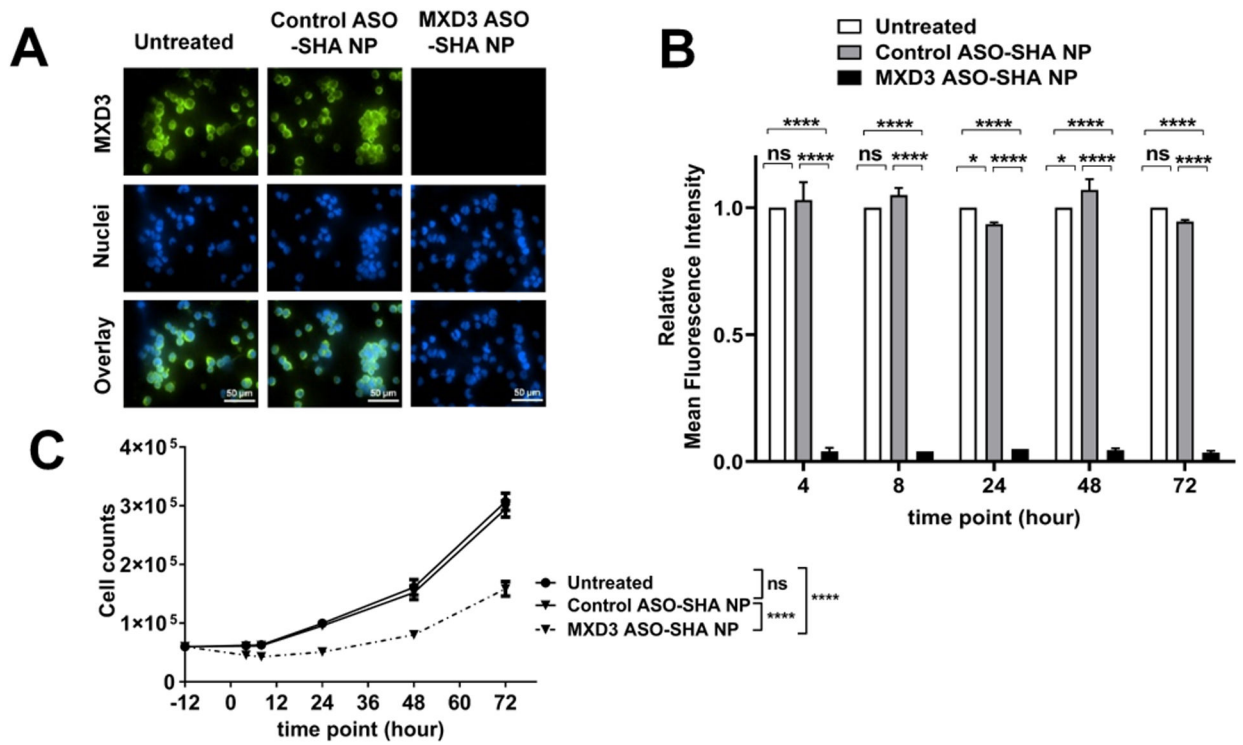 A
Untreated
Control ASO
-SHA NP
MXD3 ASO
-SHA NP
MXD3
Nuclei
Overlay
50 µm
50 µm
50 µm
B
Untreated
Control ASO-SHA NP
MXD3 ASO-SHA NP
**** **** **** **** ****
ns **** ns **** * **** * **** ns ****
Relative
Mean Fluorescence Intensity
1.0
0.5
0.0
4 8 24 48 72
time point (hour)
C
Cell counts
4×10⁵
3×10⁵
2×10⁵
1×10⁵
0
-12 0 12 24 36 48 60 72
time point (hour)
Untreated
Control ASO-SHA NP
MXD3 ASO-SHA NP
ns
****
****